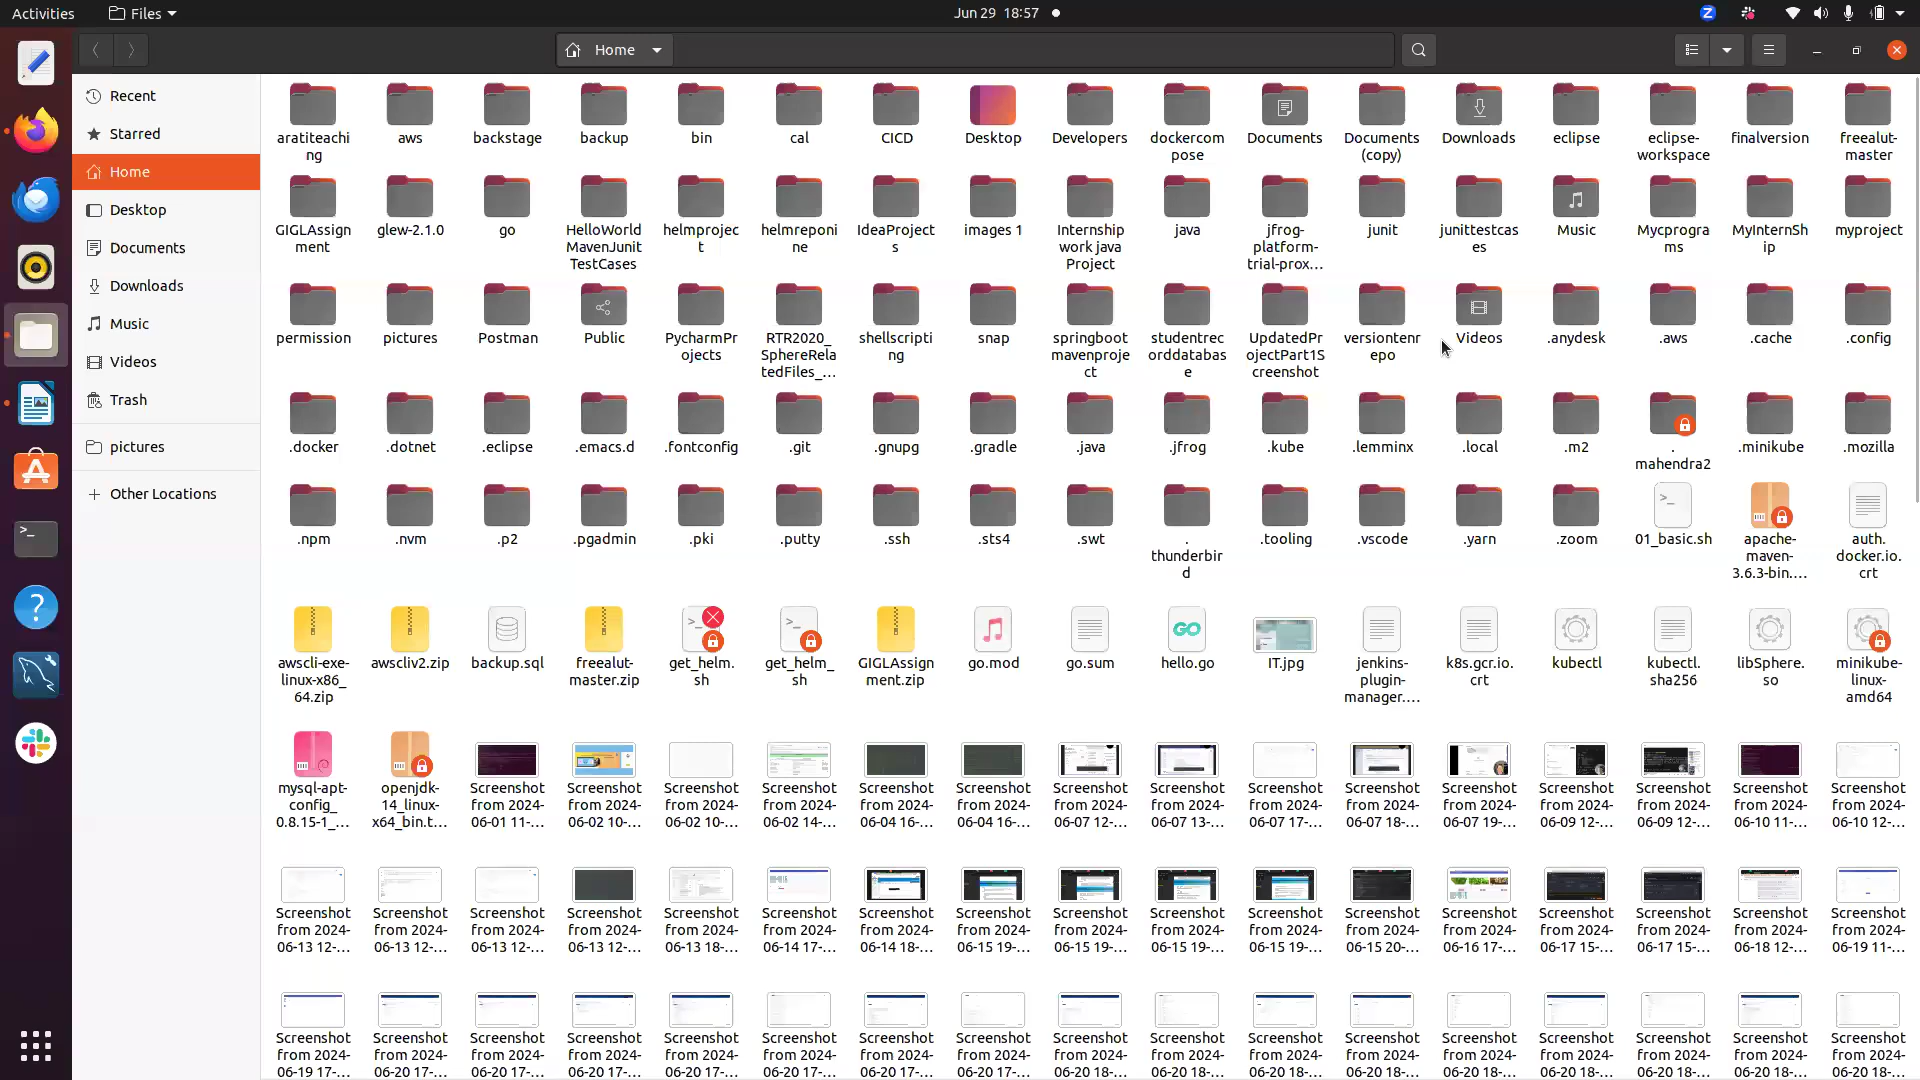 Activities Files Jun 29 18:57
Home
Recent
Starred
Home
Desktop
Documents
Downloads
Music
Videos
Trash
pictures
Other Locations
aratiteachi
ng
aws
backstage
backup
bin
cal
CICD
Desktop
Developers
dockercom
pose
Documents
Documents
(copy)
Downloads
eclipse
eclipse-
workspace
finalversion
freealut-
master
GIGLAssign
ment
glew-2.1.0
go
HelloWorld
MavenJunit
TestCases
helmprojec
t
helmreponi
ne
IdeaProject
s
images 1
Internship
work java
Project
java
jfrog-
platform-
trial-prox...
junit
junittestcas
es
Music
Mycprogra
ms
MyInternSh
ip
myproject
permission
pictures
Postman
Public
PycharmPr
ojects
RTR2020_
SphereRela
tedFiles_...
shellscripti
ng
snap
springboot
mavenproje
ct
studentrec
orddatabas
e
UpdatedPr
ojectPart1S
creenshot
versiontenr
epo
Videos
.anydesk
.aws
.cache
.config
.docker
.dotnet
.eclipse
.emacs.d
.fontconfig
.git
.gnupg
.gradle
.java
.jfrog
.kube
.lemminx
.local
.m2
.
mahendra2
.minikube
.mozilla
.npm
.nvm
.p2
.pgadmin
.pki
.putty
.ssh
.sts4
.swt
.
thunderbir
d
.tooling
.vscode
.yarn
.zoom
01_basic.sh
apache-
maven-
3.6.3-bin....
auth.
docker.io.
crt
awscli-exe-
linux-x86_
64.zip
awscliv2.zip
backup.sql
freealut-
master.zip
get_helm.
sh
get_helm_
sh
GIGLAssign
ment.zip
go.mod
go.sum
hello.go
IT.jpg
jenkins-
plugin-
manager....
k8s.gcr.io.
crt
kubectl
kubectl.
sha256
libSphere.
so
minikube-
linux-
amd64
mysql-apt-
config_
0.8.15-1_...
openjdk-
14_linux-
x64_bin.t...
Screenshot
from 2024-
06-01 11-...
Screenshot
from 2024-
06-02 10-...
Screenshot
from 2024-
06-02 10-...
Screenshot
from 2024-
06-02 14-...
Screenshot
from 2024-
06-04 16-...
Screenshot
from 2024-
06-04 16-...
Screenshot
from 2024-
06-07 12-...
Screenshot
from 2024-
06-07 13-...
Screenshot
from 2024-
06-07 17-...
Screenshot
from 2024-
06-07 18-...
Screenshot
from 2024-
06-07 19-...
Screenshot
from 2024-
06-09 12-...
Screenshot
from 2024-
06-09 12-...
Screenshot
from 2024-
06-10 11-...
Screenshot
from 2024-
06-10 12-...
Screenshot
from 2024-
06-13 12-...
Screenshot
from 2024-
06-13 12-...
Screenshot
from 2024-
06-13 12-...
Screenshot
from 2024-
06-13 12-...
Screenshot
from 2024-
06-13 18-...
Screenshot
from 2024-
06-14 17-...
Screenshot
from 2024-
06-14 18-...
Screenshot
from 2024-
06-15 19-...
Screenshot
from 2024-
06-15 19-...
Screenshot
from 2024-
06-15 19-...
Screenshot
from 2024-
06-15 19-...
Screenshot
from 2024-
06-15 20-...
Screenshot
from 2024-
06-16 17-...
Screenshot
from 2024-
06-17 15-...
Screenshot
from 2024-
06-17 15-...
Screenshot
from 2024-
06-18 12-...
Screenshot
from 2024-
06-19 11-...
Screenshot
from 2024-
06-19 17-...
Screenshot
from 2024-
06-20 17-...
Screenshot
from 2024-
06-20 17-...
Screenshot
from 2024-
06-20 17-...
Screenshot
from 2024-
06-20 17-...
Screenshot
from 2024-
06-20 17-...
Screenshot
from 2024-
06-20 17-...
Screenshot
from 2024-
06-20 17-...
Screenshot
from 2024-
06-20 18-...
Screenshot
from 2024-
06-20 18-...
Screenshot
from 2024-
06-20 18-...
Screenshot
from 2024-
06-20 18-...
Screenshot
from 2024-
06-20 18-...
Screenshot
from 2024-
06-20 18-...
Screenshot
from 2024-
06-20 18-...
Screenshot
from 2024-
06-20 18-...
Screenshot
from 2024-
06-20 18-...